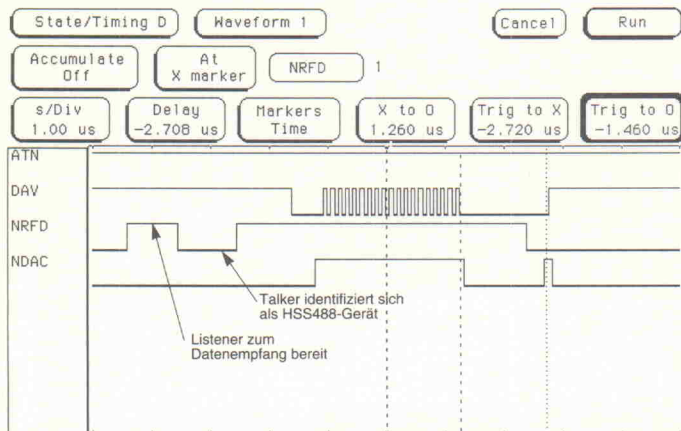 State/Timing D
Waveform 1
Cancel
Run
Accumulate
Off
At
X marker
NRFD
1
s/Div
1.00 us
Delay
-2.708 us
Markers
Time
X to O
1.260 us
Trig to X
-2.720 us
Trig to O
-1.460 us
ATN
DAV
NRFD
NDAC
Talker identifiziert sich
als HSS488-Gerät
Listener zum
Datenempfang bereit